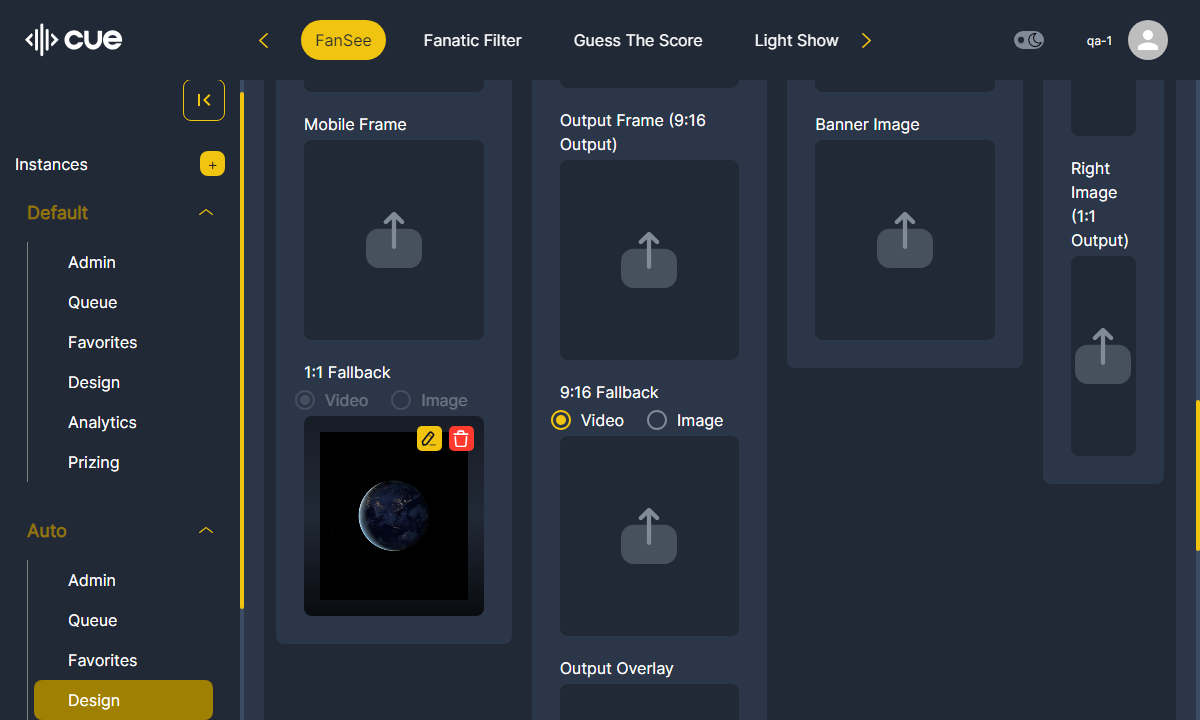 cue
FanSee
Fanatic Filter
Guess The Score
Light Show
qa-1
Instances
+
Default
Admin
Queue
Favorites
Design
Analytics
Prizing
Auto
Admin
Queue
Favorites
Design
Mobile Frame
1:1 Fallback
Video
Image
Output Frame (9:16
Output)
9:16 Fallback
Video
Image
Output Overlay
Banner Image
Right
Image
(1:1
Output)